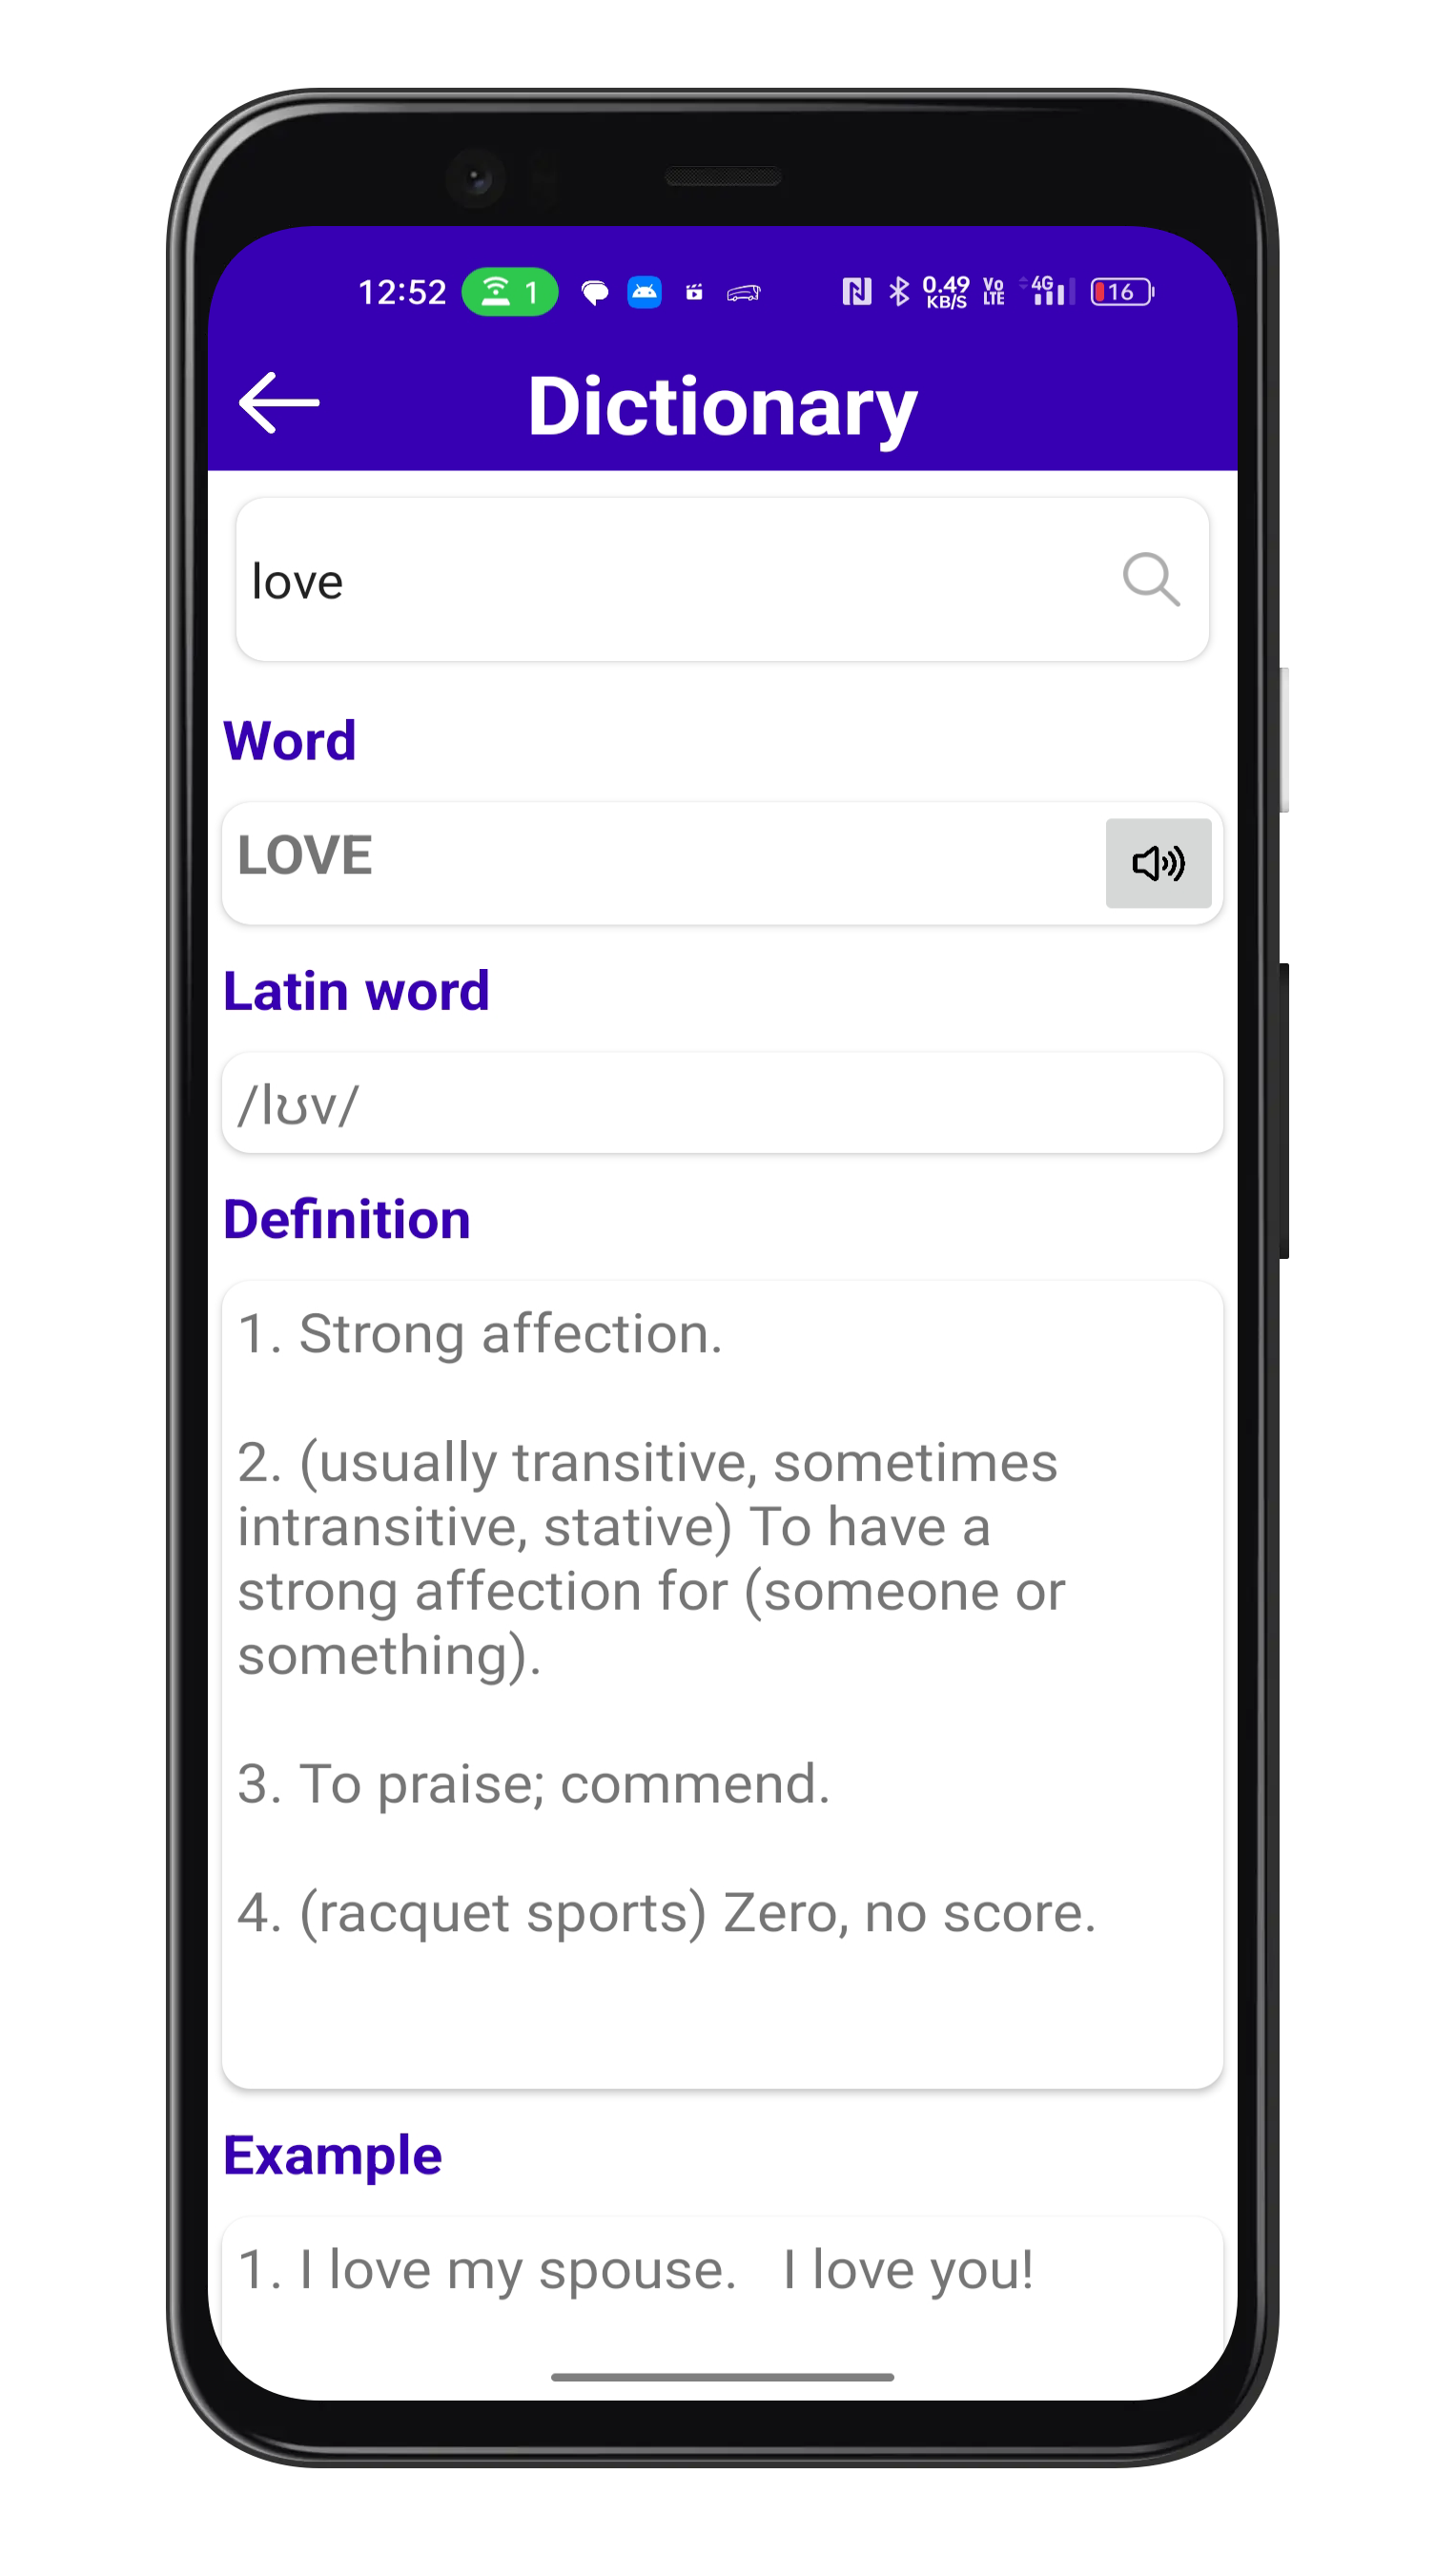 12:52 1 0.49 KB/S Vo LTE 4G 16
Dictionary
love
Word
LOVE
Latin word
/lʊv/
Definition
1. Strong affection.
2. (usually transitive, sometimes
intransitive, stative) To have a
strong affection for (someone or
something).
3. To praise; commend.
4. (racquet sports) Zero, no score.
Example
1. I love my spouse.   I love you!